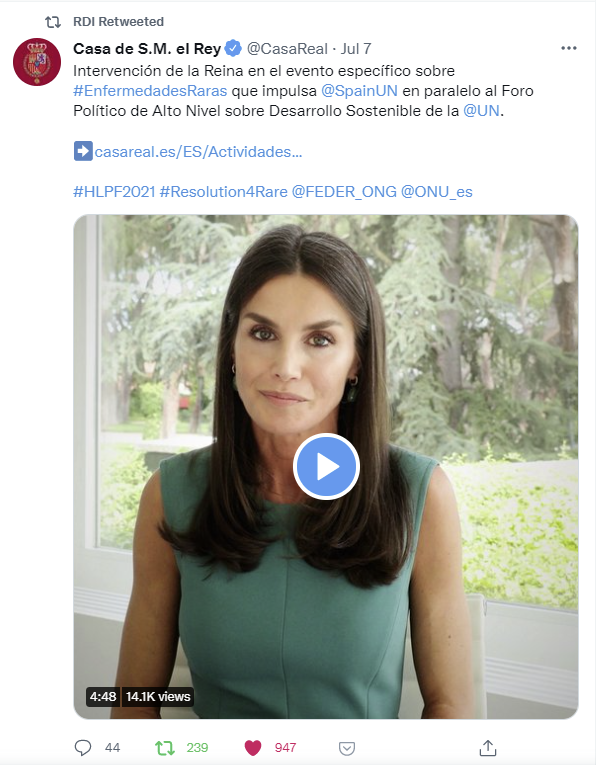 RDI Retweeted
Casa de S.M. el Rey @CasaReal · Jul 7
Intervención de la Reina en el evento específico sobre
#EnfermedadesRaras que impulsa @SpainUN en paralelo al Foro
Político de Alto Nivel sobre Desarrollo Sostenible de la @UN.
casareal.es/ES/Actividades...
#HLPF2021 #Resolution4Rare @FEDER_ONG @ONU_es
4:48 14.1K views
44 239 947